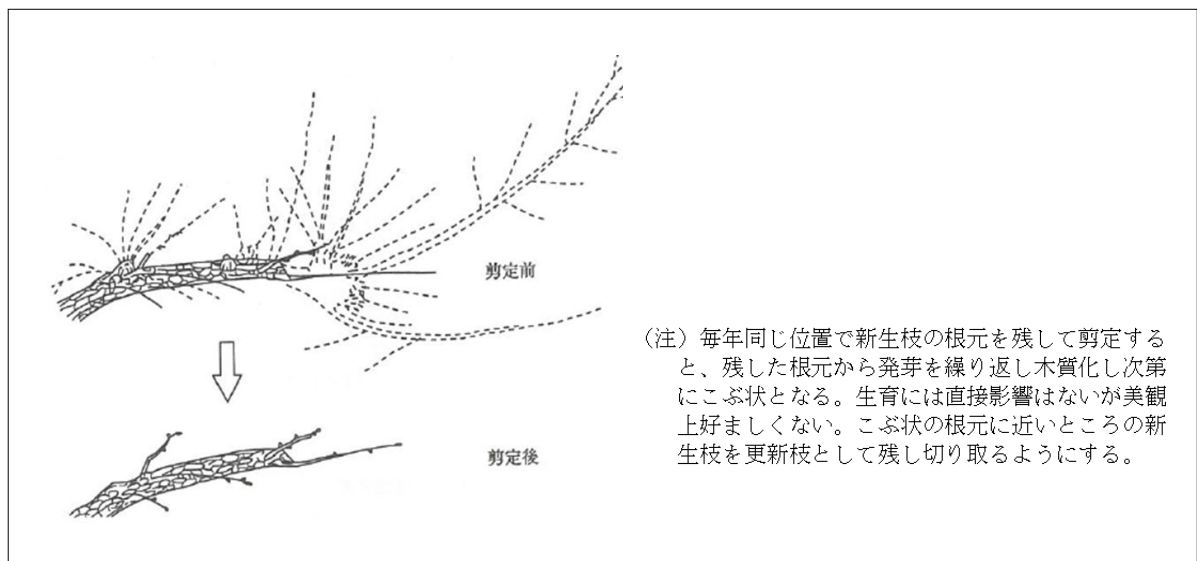 剪定前
(注)毎年同じ位置で新生枝の根元を残して剪定する
と、残した根元から発芽を繰り返し木質化し次第
にこぶ状となる。生育には直接影響はないが美観
上好ましくない。こぶ状の根元に近いところの新
生枝を更新枝として残し切り取るようにする。
剪定後